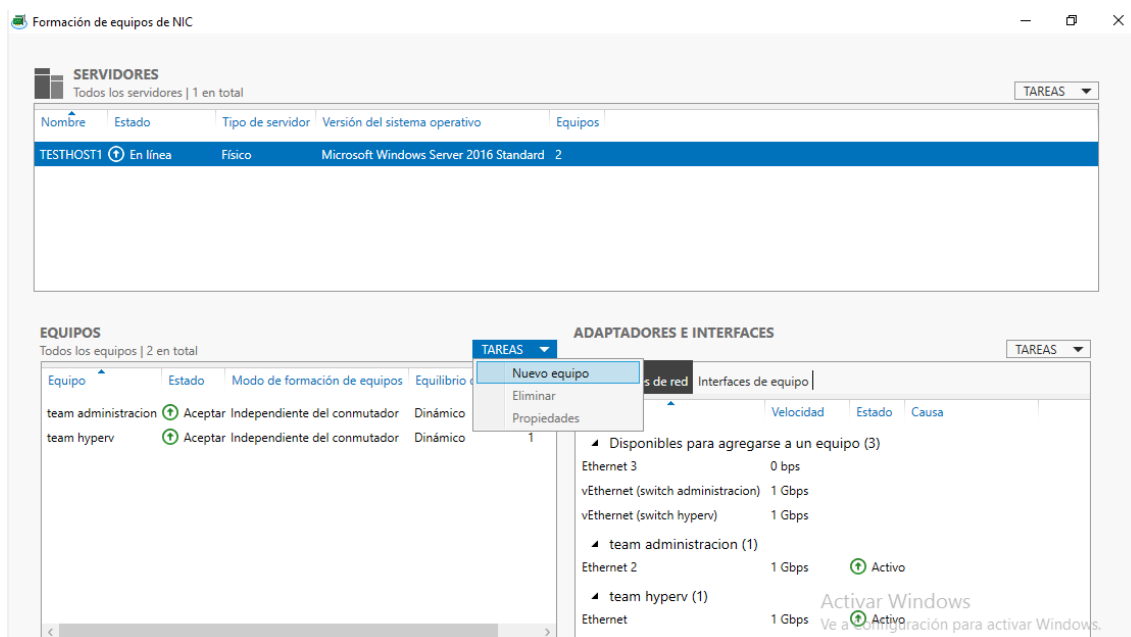 Formación de equipos de NIC
SERVIDORES
Todos los servidores | 1 en total
TAREAS
Nombre Estado Tipo de servidor Versión del sistema operativo Equipos
TESTHOST1 En línea Físico Microsoft Windows Server 2016 Standard 2
EQUIPOS
Todos los equipos | 2 en total
TAREAS
Nuevo equipo
Eliminar
Propiedades
Equipo Estado Modo de formación de equipos Equilibrio
team administracion Aceptar Independiente del conmutador Dinámico
team hyperv Aceptar Independiente del conmutador Dinámico 1
ADAPTADORES E INTERFACES
TAREAS
s de red Interfaces de equipo
Velocidad Estado Causa
Disponibles para agregarse a un equipo (3)
Ethernet 3 0 bps
vEthernet (switch administracion) 1 Gbps
vEthernet (switch hyperv) 1 Gbps
team administracion (1)
Ethernet 2 1 Gbps Activo
team hyperv (1)
Ethernet 1 Gbps Activo
Activar Windows
Ve a Configuración para activar Windows.